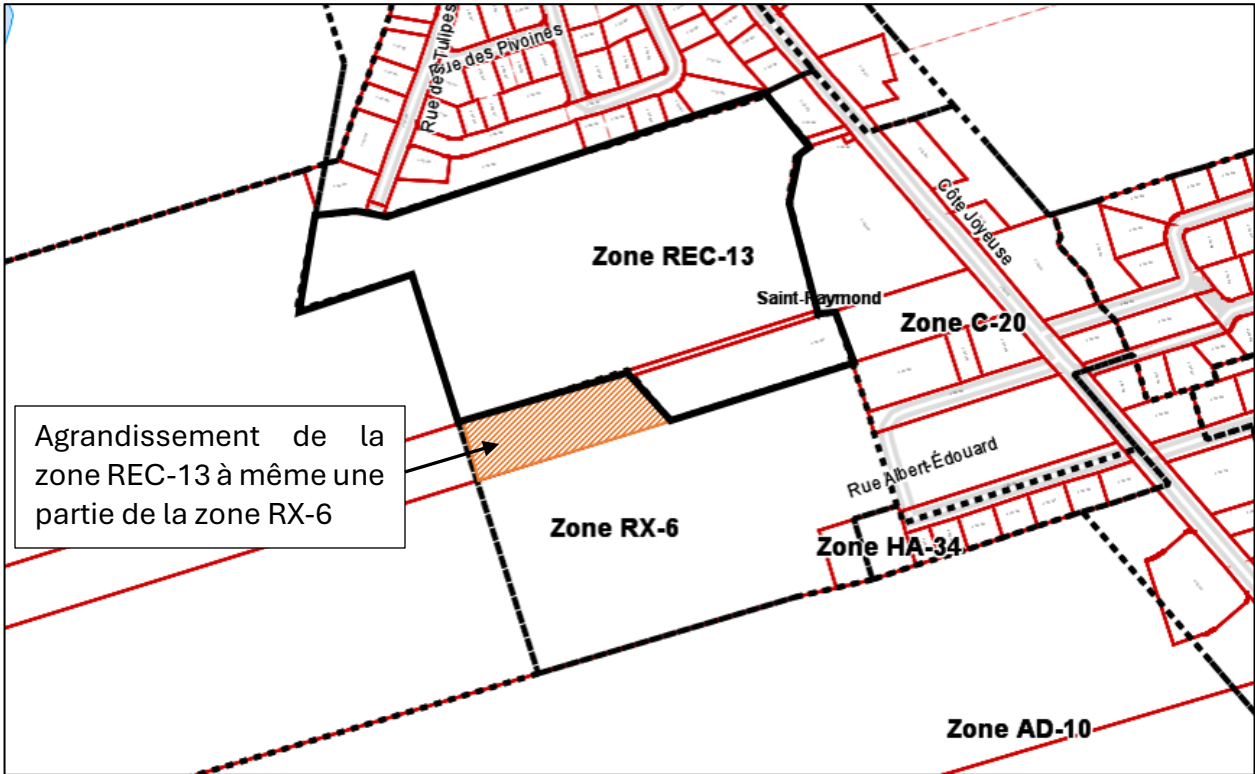 Rue des Tulipes
Rue des Pivoines
Côte Joyeuse
Zone REC-13
Saint-Raymond
Zone C-20
Agrandissement de la
zone REC-13 à même une
partie de la zone RX-6
Rue Albert-Édouard
Zone RX-6
Zone HA-34
Zone AD-10